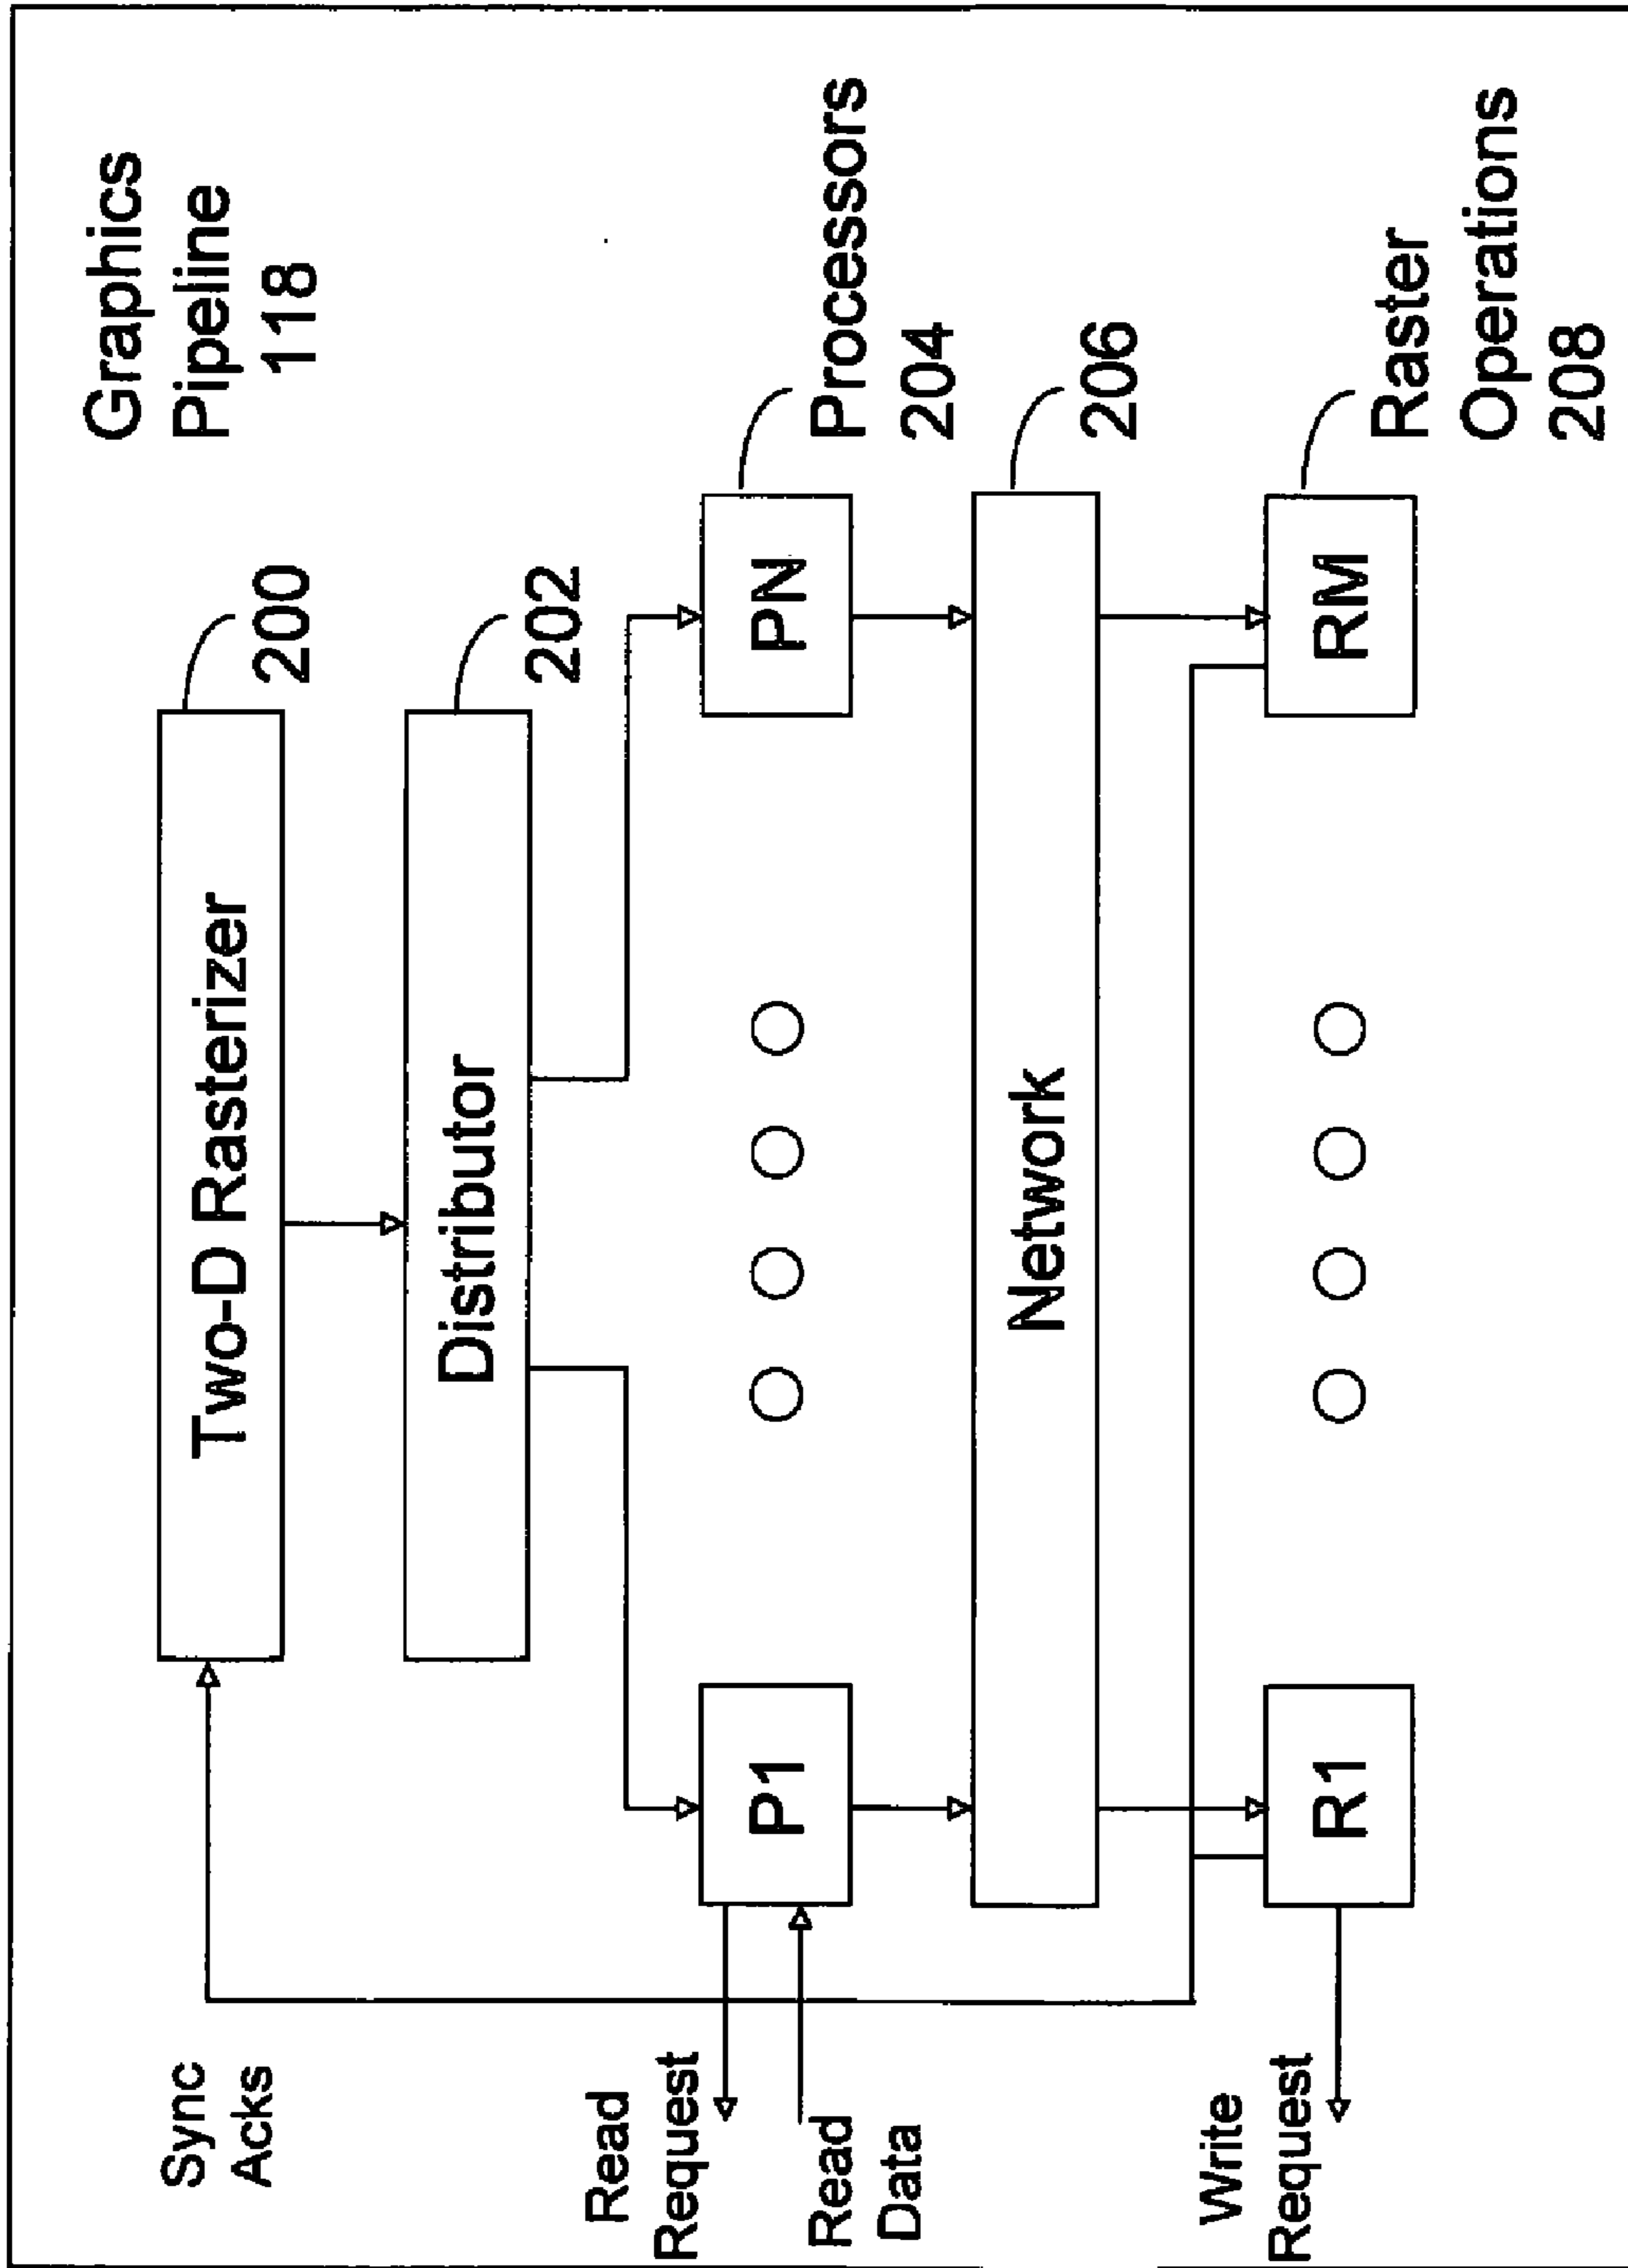 Graphics
Pipeline
118
Sync
Acks
Two-D Rasterizer
200
Distributor
202
Read
Request
Read
Data
P1
PN
Processors
204
Network
206
Write
Request
R1
RM
Raster
Operations
208